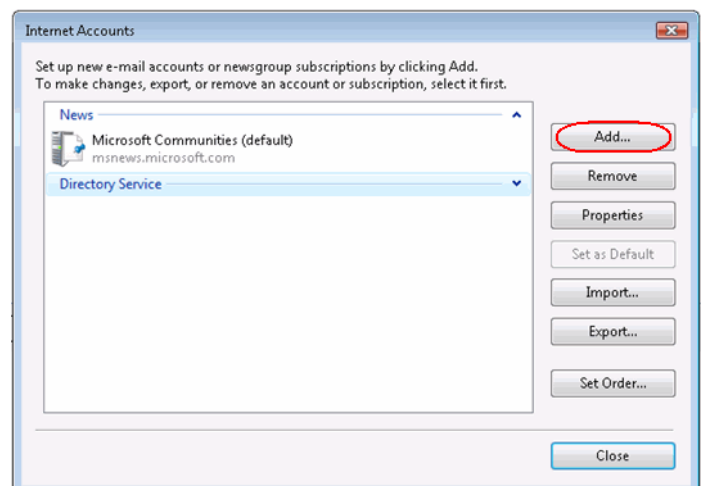 Internet Accounts
Set up new e-mail accounts or newsgroup subscriptions by clicking Add.
To make changes, export, or remove an account or subscription, select it first.
News
Microsoft Communities (default)
msnews.microsoft.com
Directory Service
Add...
Remove
Properties
Set as Default
Import...
Export...
Set Order...
Close